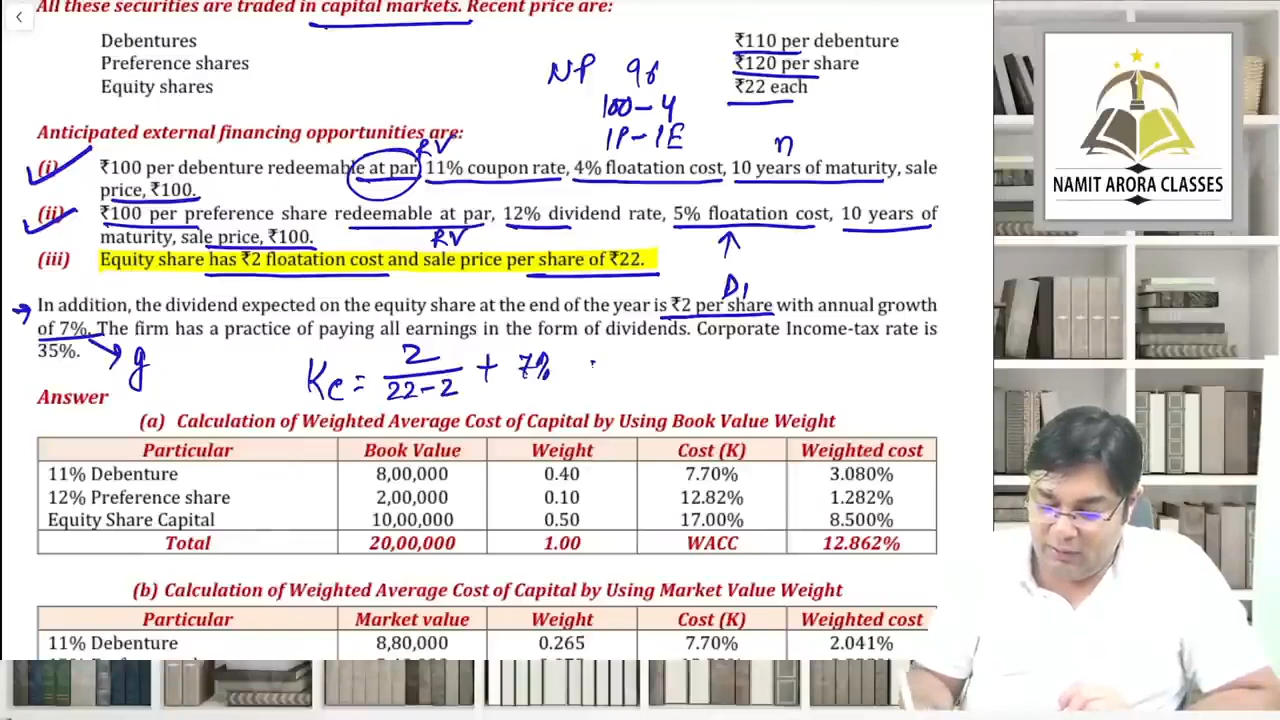 All these securities are traded in capital markets. Recent price are:
Debentures ₹110 per debenture
Preference shares ₹120 per share
Equity shares ₹22 each
NP 96
100-4
IP-IE
Anticipated external financing opportunities are:
RV
n
(i) ₹100 per debenture redeemable at par, 11% coupon rate, 4% floatation cost, 10 years of maturity, sale
price, ₹100.
(ii) ₹100 per preference share redeemable at par, 12% dividend rate, 5% floatation cost, 10 years of
maturity, sale price, ₹100.
RV
(iii) Equity share has ₹2 floatation cost and sale price per share of ₹22.
D1
In addition, the dividend expected on the equity share at the end of the year is ₹2 per share with annual growth
of 7%. The firm has a practice of paying all earnings in the form of dividends. Corporate Income-tax rate is
35%.
g
Ke = 2 / 22-2 + 7%
Answer
(a) Calculation of Weighted Average Cost of Capital by Using Book Value Weight
Particular Book Value Weight Cost (K) Weighted cost
11% Debenture 8,00,000 0.40 7.70% 3.080%
12% Preference share 2,00,000 0.10 12.82% 1.282%
Equity Share Capital 10,00,000 0.50 17.00% 8.500%
Total 20,00,000 1.00 WACC 12.862%
(b) Calculation of Weighted Average Cost of Capital by Using Market Value Weight
Particular Market value Weight Cost (K) Weighted cost
11% Debenture 8,80,000 0.265 7.70% 2.041%
NAMIT ARORA CLASSES